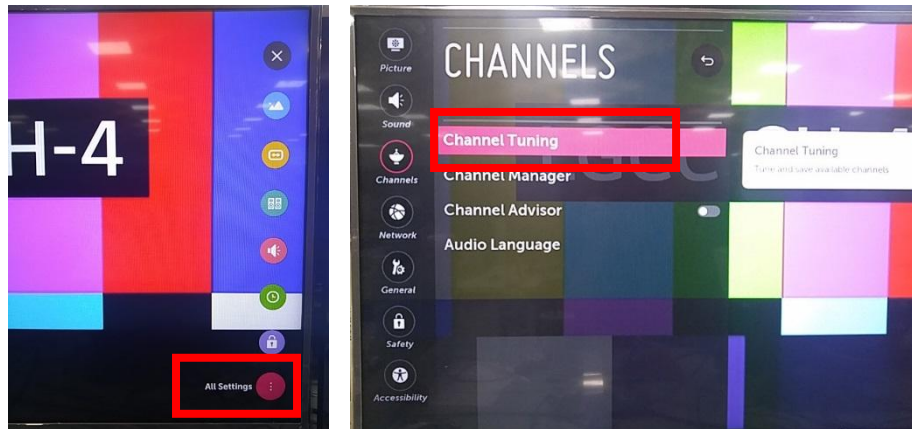 H-4
All Settings
CHANNELS
Picture
Sound
Channels
Network
General
Safety
Accessibility
Channel Tuning
Channel Manager
Channel Advisor
Audio Language
Channel Tuning
Tune and save available channels